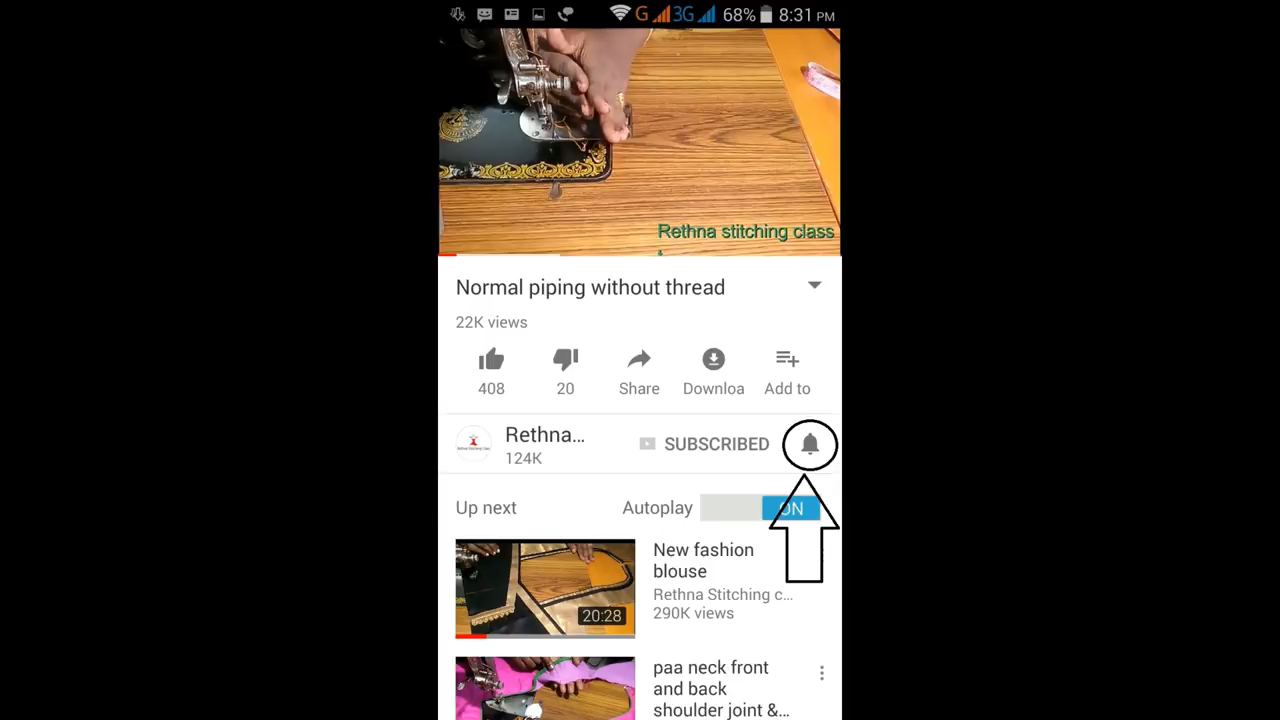 G 3G 68% 8:31 PM
Rethna stitching class
Normal piping without thread
22K views
408 20 Share Downloa Add to
Rethna... SUBSCRIBED
124K
Up next Autoplay ON
New fashion
blouse
Rethna Stitching c...
290K views
20:28
paa neck front
and back
shoulder joint &...